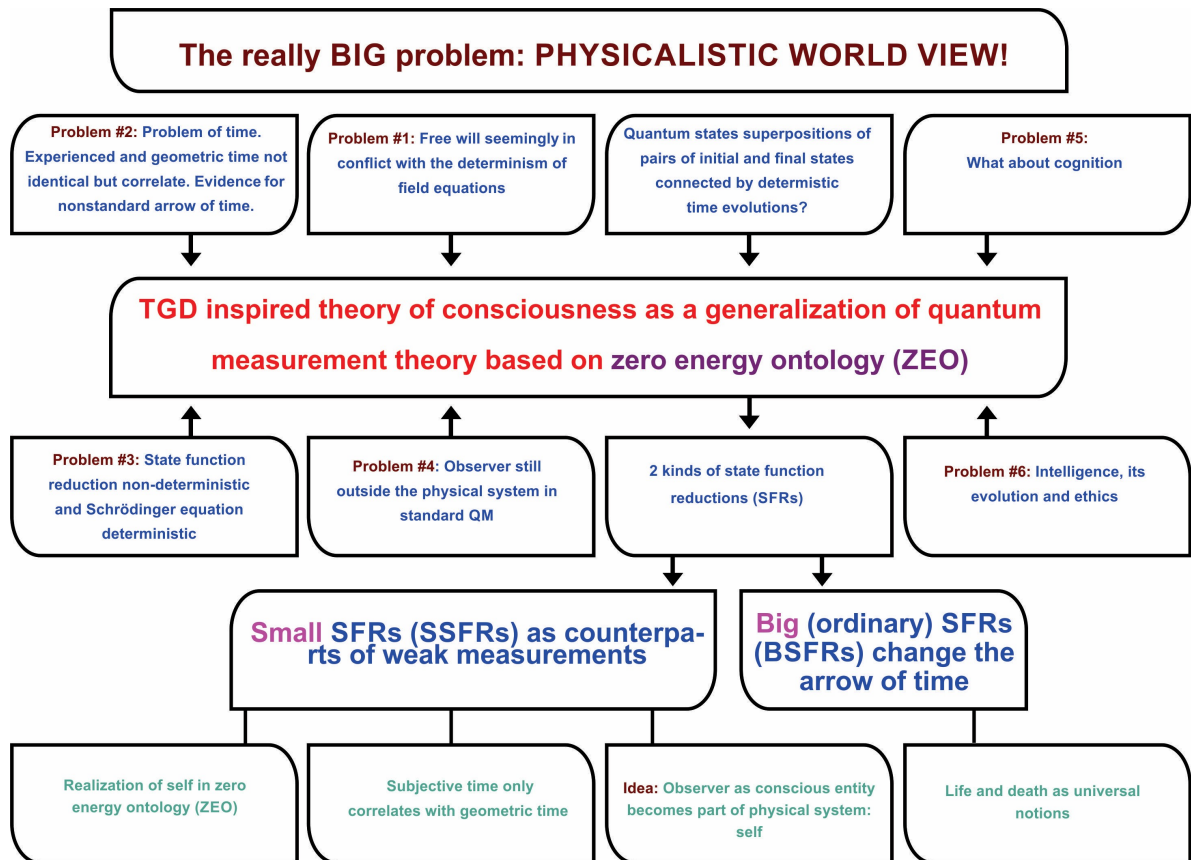 The really BIG problem: PHYSICALISTIC WORLD VIEW!
Problem #2: Problem of time.
Experienced and geometric time not
identical but correlate. Evidence for
nonstandard arrow of time.
Problem #1: Free will seemingly in
conflict with the determinism of
field equations
Quantum states superpositions of
pairs of initial and final states
connected by determistic
time evolutions?
Problem #5:
What about cognition
TGD inspired theory of consciousness as a generalization of quantum
measurement theory based on zero energy ontology (ZEO)
Problem #3: State function
reduction non-deterministic
and Schrödinger equation
deterministic
Problem #4: Observer still
outside the physical system in
standard QM
2 kinds of state function
reductions (SFRs)
Problem #6: Intelligence, its
evolution and ethics
Small SFRs (SSFRs) as counterpa-
rts of weak measurements
Big (ordinary) SFRs
(BSFRs) change the
arrow of time
Realization of self in zero
energy ontology (ZEO)
Subjective time only
correlates with geometric time
Idea: Observer as conscious entity
becomes part of physical system:
self
Life and death as universal
notions